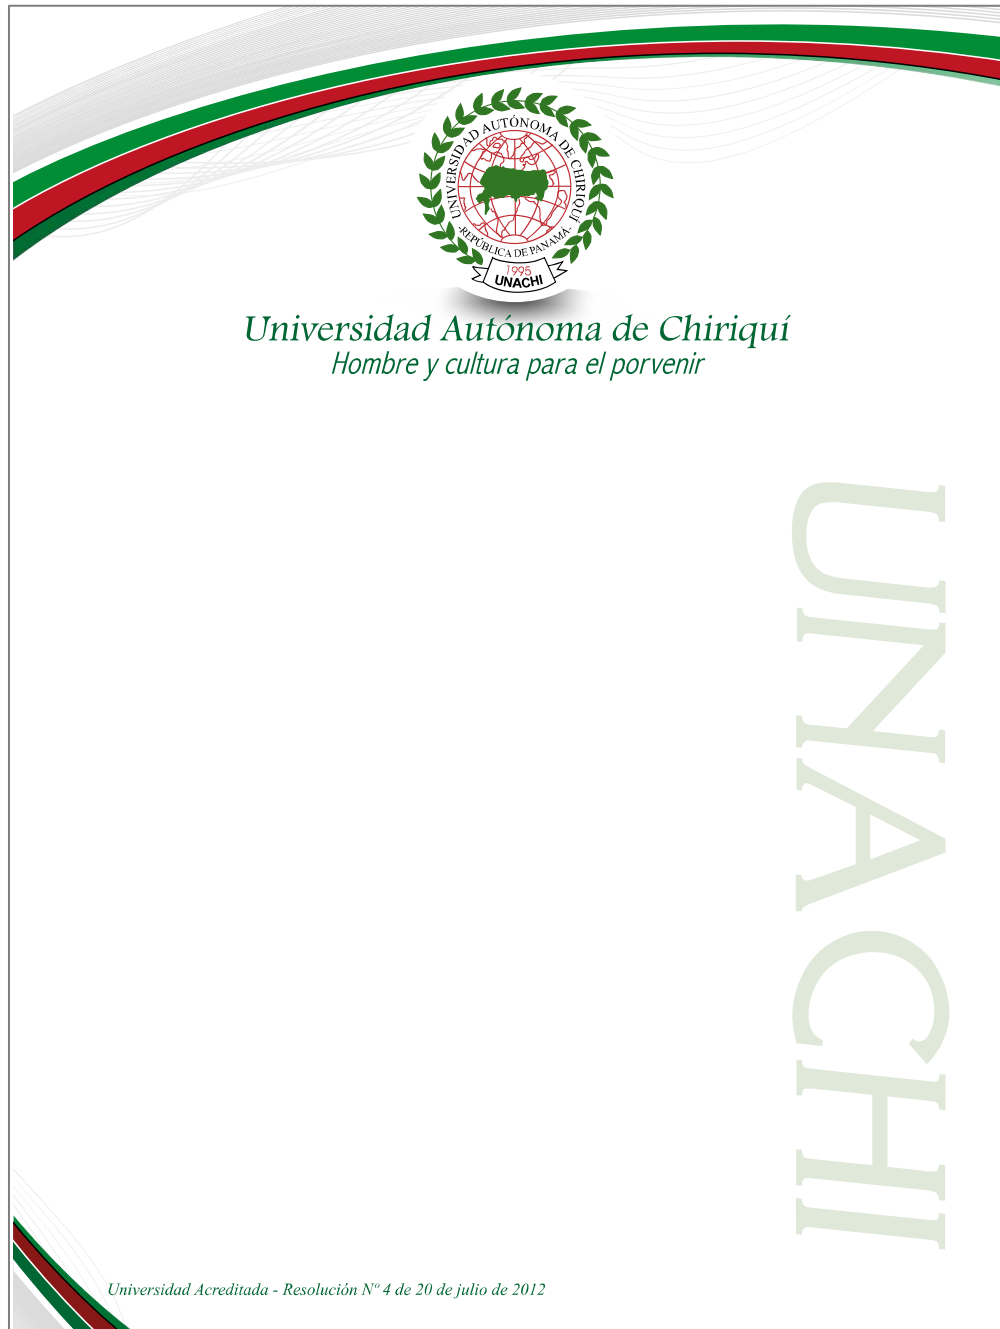 UNIVERSIDAD AUTÓNOMA DE CHIRIQUÍ
-REPÚBLICA DE PANAMÁ-
1995
UNACHI
Universidad Autónoma de Chiriquí
Hombre y cultura para el porvenir
UNACHI
Universidad Acreditada - Resolución Nº 4 de 20 de julio de 2012